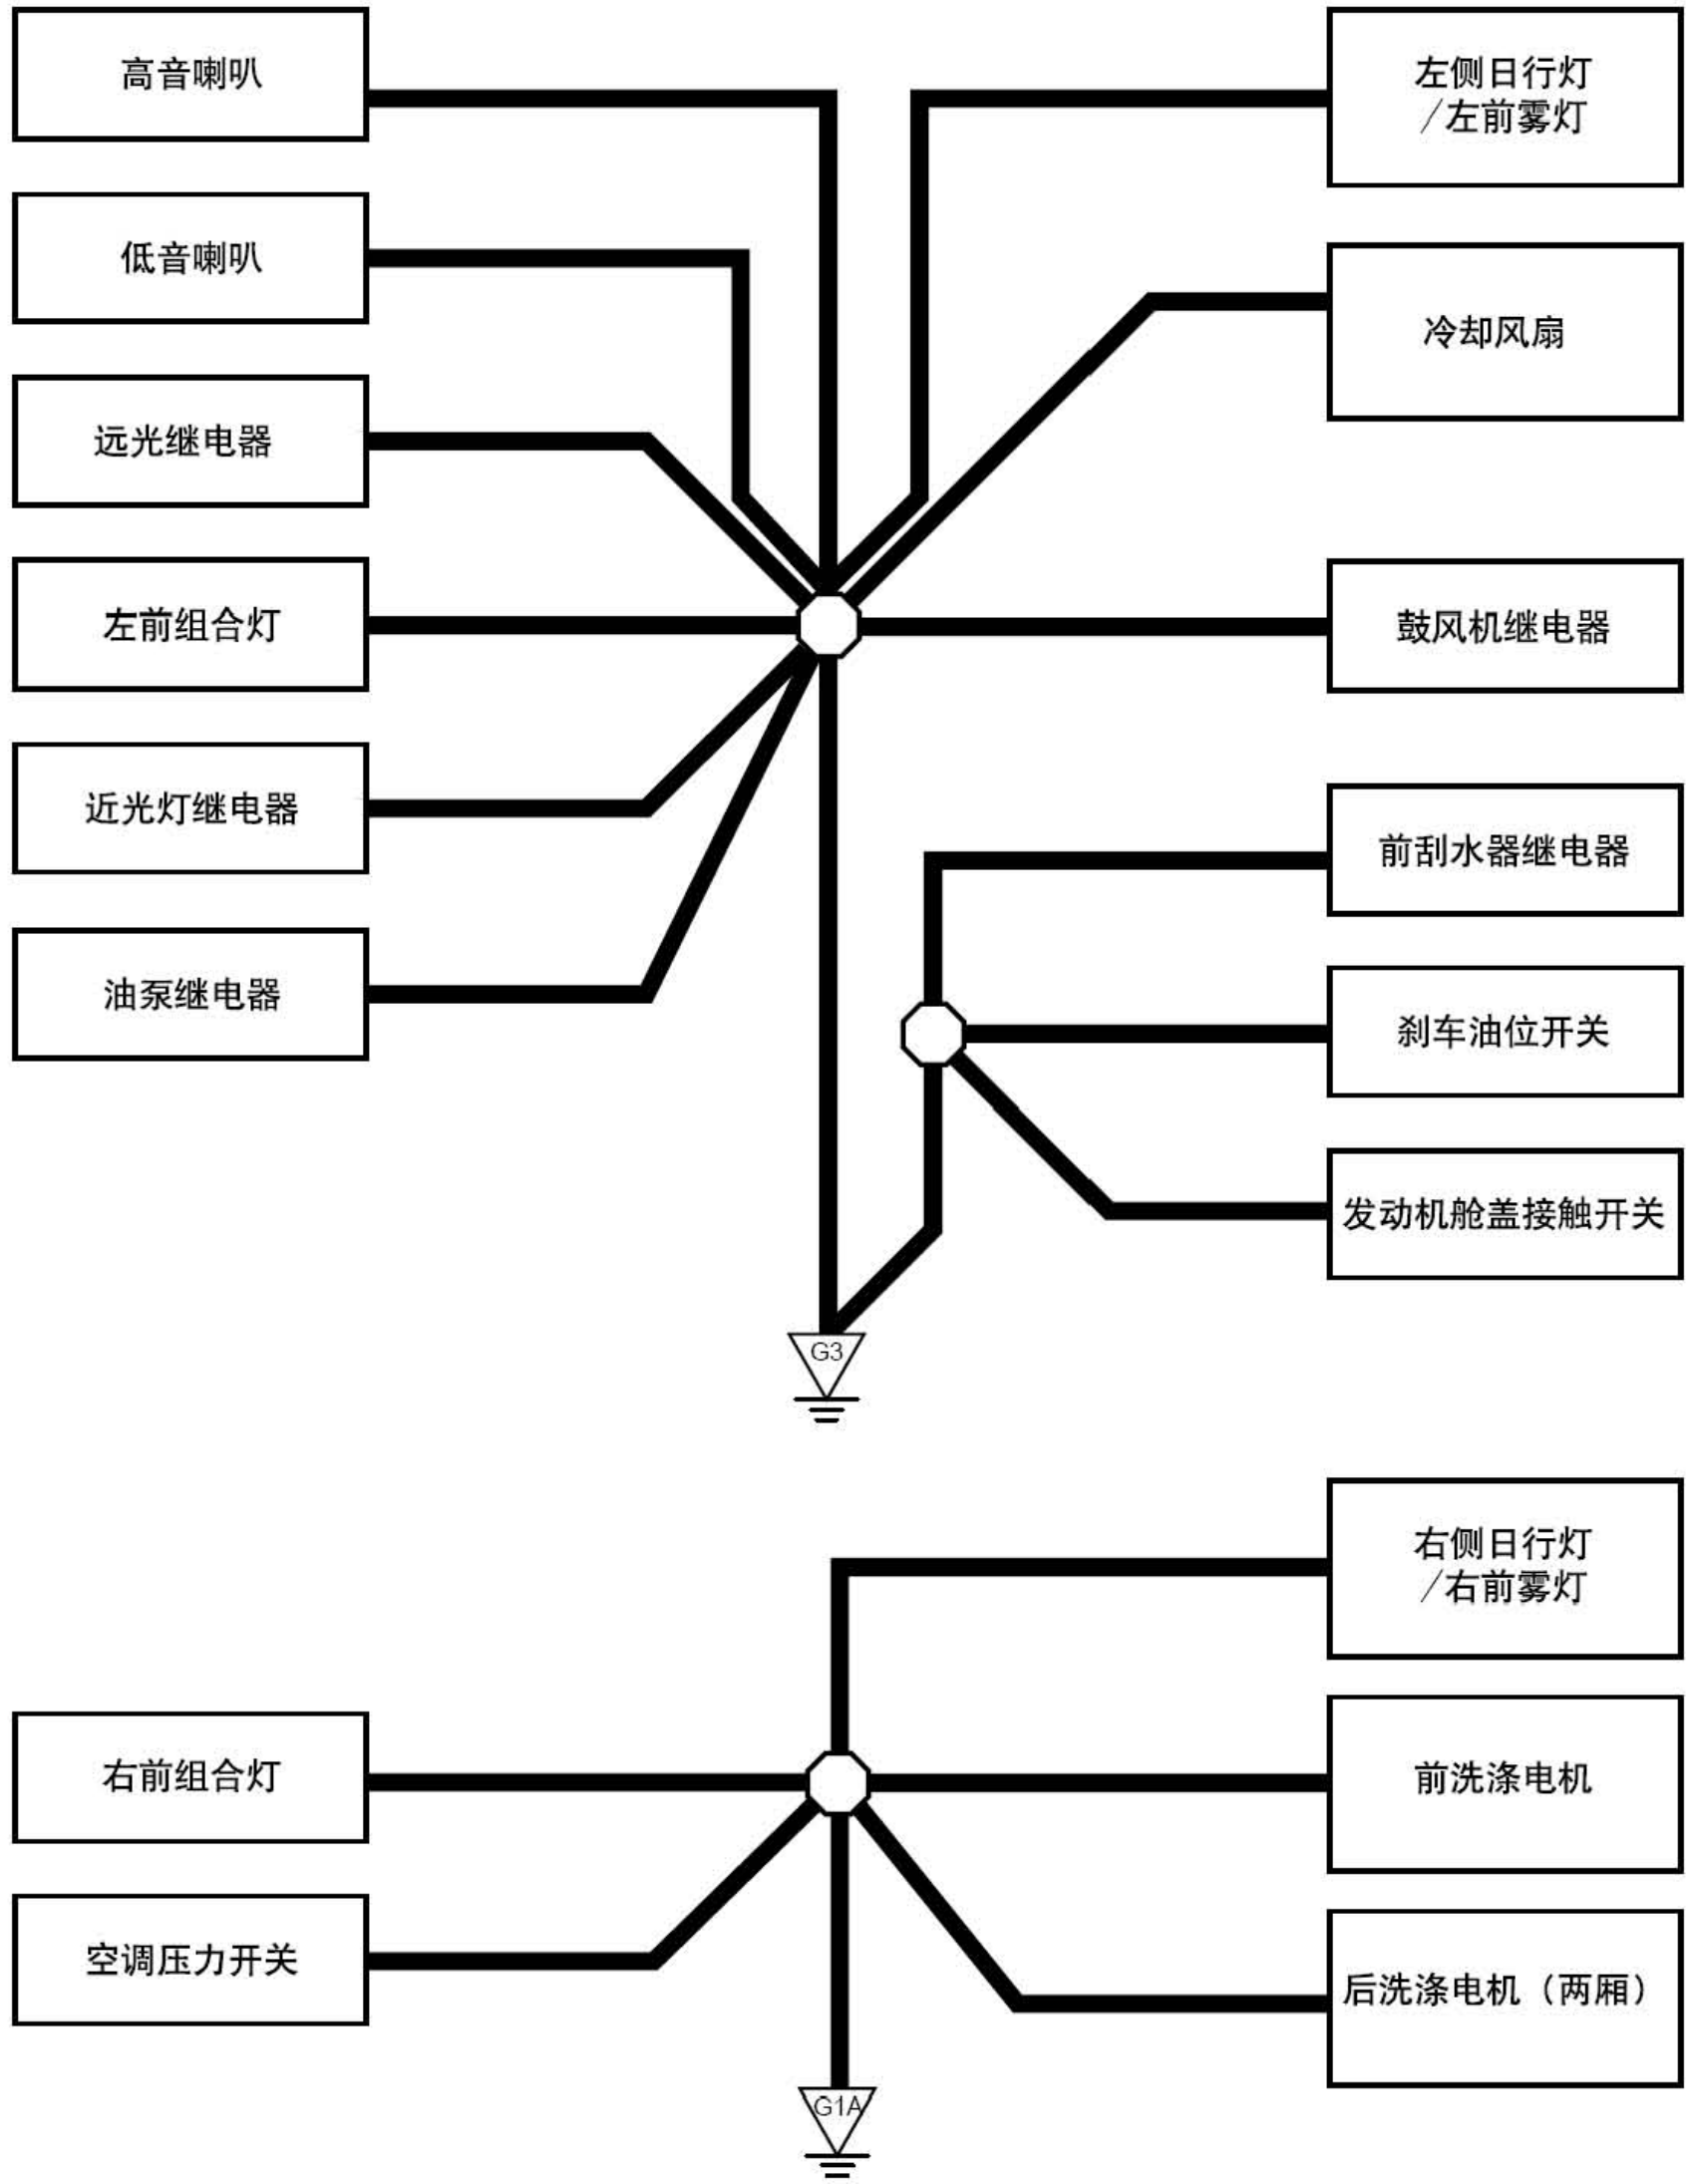 高音喇叭
低音喇叭
远光继电器
左前组合灯
近光灯继电器
油泵继电器
左侧日行灯
/左前雾灯
冷却风扇
鼓风机继电器
前刮水器继电器
刹车油位开关
发动机舱盖接触开关
G3
右前组合灯
空调压力开关
右侧日行灯
/右前雾灯
前洗涤电机
后洗涤电机（两厢）
G1A